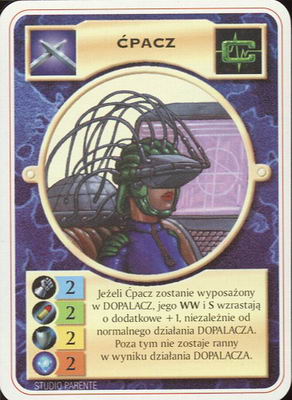 ĆPACZ
2
2
2
2
Jeżeli Ćpacz zostanie wyposażony
w DOPALACZ, jego WW i S wzrastają
o dodatkowe +1, niezależnie od
normalnego działania DOPALACZA.
Poza tym nie zostaje ranny
w wyniku działania DOPALACZA.
STUDIO PARENTE